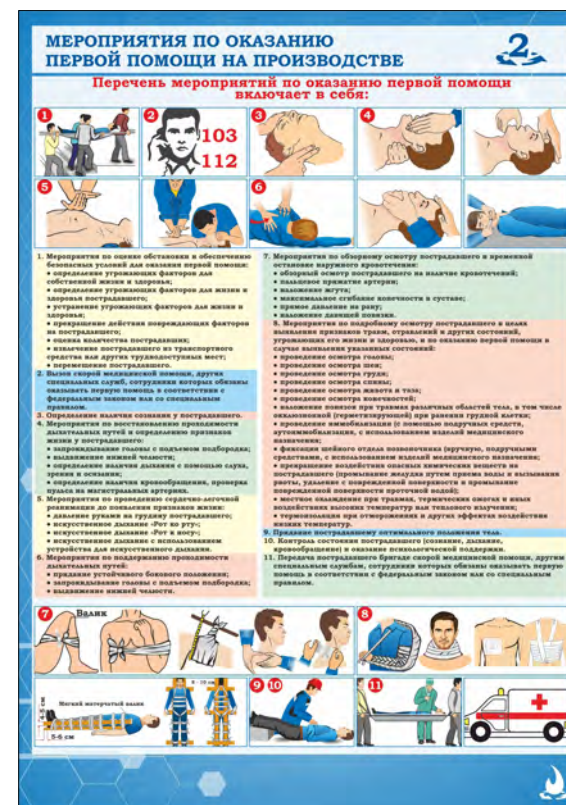 МЕРОПРИЯТИЯ ПО ОКАЗАНИЮ
ПЕРВОЙ ПОМОЩИ НА ПРОИЗВОДСТВЕ
2
Перечень мероприятий по оказанию первой помощи
включает в себя:
1
2
103
112
3
4
5
6
1. Мероприятия по оценке обстановки и обеспечению
безопасных условий для оказания первой помощи:
• определение угрожающих факторов для
собственной жизни и здоровья;
• определение угрожающих факторов для жизни и
здоровья пострадавшего;
• устранение угрожающих факторов для жизни и
здоровья;
• прекращение действия повреждающих факторов
на пострадавшего;
• оценка количества пострадавших;
• извлечение пострадавшего из транспортного
средства или других труднодоступных мест;
• перемещение пострадавшего.
2. Вызов скорой медицинской помощи, других
специальных служб, сотрудники которых обязаны
оказывать первую помощь в соответствии с
федеральным законом или со специальным
правилом.
3. Определение наличия сознания у пострадавшего.
4. Мероприятия по восстановлению проходимости
дыхательных путей и определению признаков
жизни у пострадавшего:
• запрокидывание головы с подъемом подбородка;
• выдвижение нижней челюсти;
• определение наличия дыхания с помощью слуха,
зрения и осязания;
• определение наличия кровообращения, проверка
пульса на магистральных артериях.
5. Мероприятия по проведению сердечно-легочной
реанимации до появления признаков жизни:
• давление руками на грудину пострадавшего;
• искусственное дыхание «Рот ко рту»;
• искусственное дыхание «Рот к носу»;
• искусственное дыхание с использованием
устройства для искусственного дыхания.
6. Мероприятия по поддержанию проходимости
дыхательных путей:
• придание устойчивого бокового положения;
• запрокидывание головы с подъемом подбородка;
• выдвижение нижней челюсти.
7. Мероприятия по обзорному осмотру пострадавшего и временной
остановке наружного кровотечения:
• обзорный осмотр пострадавшего на наличие кровотечений;
• пальцевое прижатие артерии;
• наложение жгута;
• максимальное сгибание конечности в суставе;
• прямое давление на рану;
• наложение давящей повязки.
8. Мероприятия по подробному осмотру пострадавшего в целях
выявления признаков травм, отравлений и других состояний,
угрожающих его жизни и здоровью, и по оказанию первой помощи в
случае выявления указанных состояний:
• проведение осмотра головы;
• проведение осмотра шеи;
• проведение осмотра груди;
• проведение осмотра спины;
• проведение осмотра живота и таза;
• проведение осмотра конечностей;
• наложение повязок при травмах различных областей тела, в том числе
окклюзионной (герметизирующей) при ранении грудной клетки;
• проведение иммобилизации (с помощью подручных средств,
аутоиммобилизация, с использованием изделий медицинского
назначения;
• фиксация шейного отдела позвоночника (вручную, подручными
средствами, с использованием изделий медицинского назначения;
• прекращение воздействия опасных химических веществ на
пострадавшего (промывание желудка путем приема воды и вызывания
рвоты, удаление с поврежденной поверхности и промывание
поврежденной поверхности проточной водой);
• местное охлаждение при травмах, термических ожогах и иных
воздействиях высоких температур или теплового излучения;
• термоизоляция при отморожениях и других эффектах воздействия
низких температур.
9. Придание пострадавшему оптимального положения тела.
10. Контроль состояния пострадавшего (сознание, дыхание,
кровообращение) и оказание психологической поддержки.
11. Передача пострадавшего бригаде скорой медицинской помощи, другим
специальным службам, сотрудники которых обязаны оказывать первую
помощь в соответствии с федеральным законом или со специальным
правилом.
7
Валик
8
Мягкий матерчатый валик
4-5 см
5-6 см
8 - 10 см
9
10
11